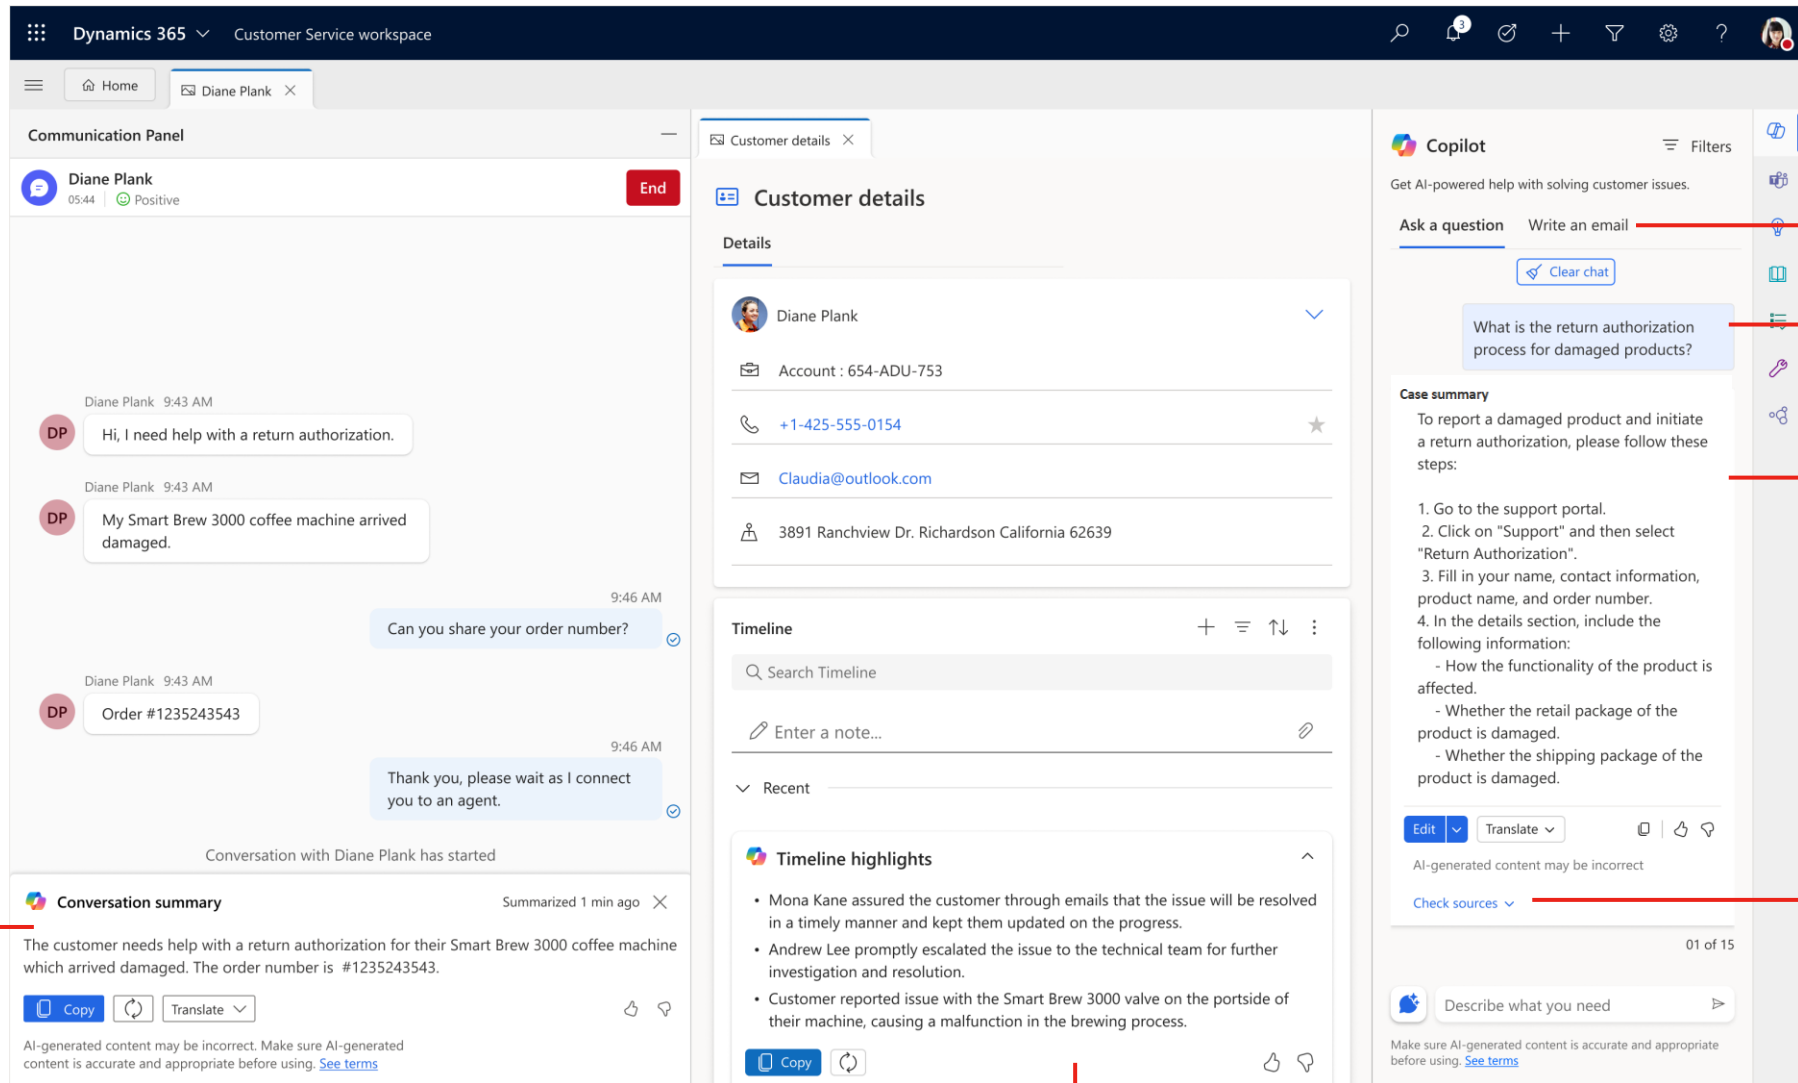 Dynamics 365
Customer Service workspace
3
?
Home
Diane Plank
Communication Panel
Diane Plank
05:44
Positive
End
Diane Plank 9:43 AM
DP
Hi, I need help with a return authorization.
Diane Plank 9:43 AM
DP
My Smart Brew 3000 coffee machine arrived
damaged.
9:46 AM
Can you share your order number?
Diane Plank 9:43 AM
DP
Order #1235243543
9:46 AM
Thank you, please wait as I connect
you to an agent.
Conversation with Diane Plank has started
Conversation summary
Summarized 1 min ago
The customer needs help with a return authorization for their Smart Brew 3000 coffee machine
which arrived damaged. The order number is #1235243543.
Copy
Translate
AI-generated content may be incorrect. Make sure AI-generated
content is accurate and appropriate before using. See terms
Customer details
Customer details
Details
Diane Plank
Account : 654-ADU-753
+1-425-555-0154
Claudia@outlook.com
3891 Ranchview Dr. Richardson California 62639
Timeline
Search Timeline
Enter a note...
Recent
Timeline highlights
• Mona Kane assured the customer through emails that the issue will be resolved
in a timely manner and kept them updated on the progress.
• Andrew Lee promptly escalated the issue to the technical team for further
investigation and resolution.
• Customer reported issue with the Smart Brew 3000 valve on the portside of
their machine, causing a malfunction in the brewing process.
Copy
Copilot
Filters
Get AI-powered help with solving customer issues.
Ask a question
Write an email
Clear chat
What is the return authorization
process for damaged products?
Case summary
To report a damaged product and initiate
a return authorization, please follow these
steps:
1. Go to the support portal.
2. Click on "Support" and then select
"Return Authorization".
3. Fill in your name, contact information,
product name, and order number.
4. In the details section, include the
following information:
- How the functionality of the product is
affected.
- Whether the retail package of the
product is damaged.
- Whether the shipping package of the
product is damaged.
Edit
Translate
AI-generated content may be incorrect
Check sources
01 of 15
Describe what you need
Make sure AI-generated content is accurate and appropriate
before using. See terms